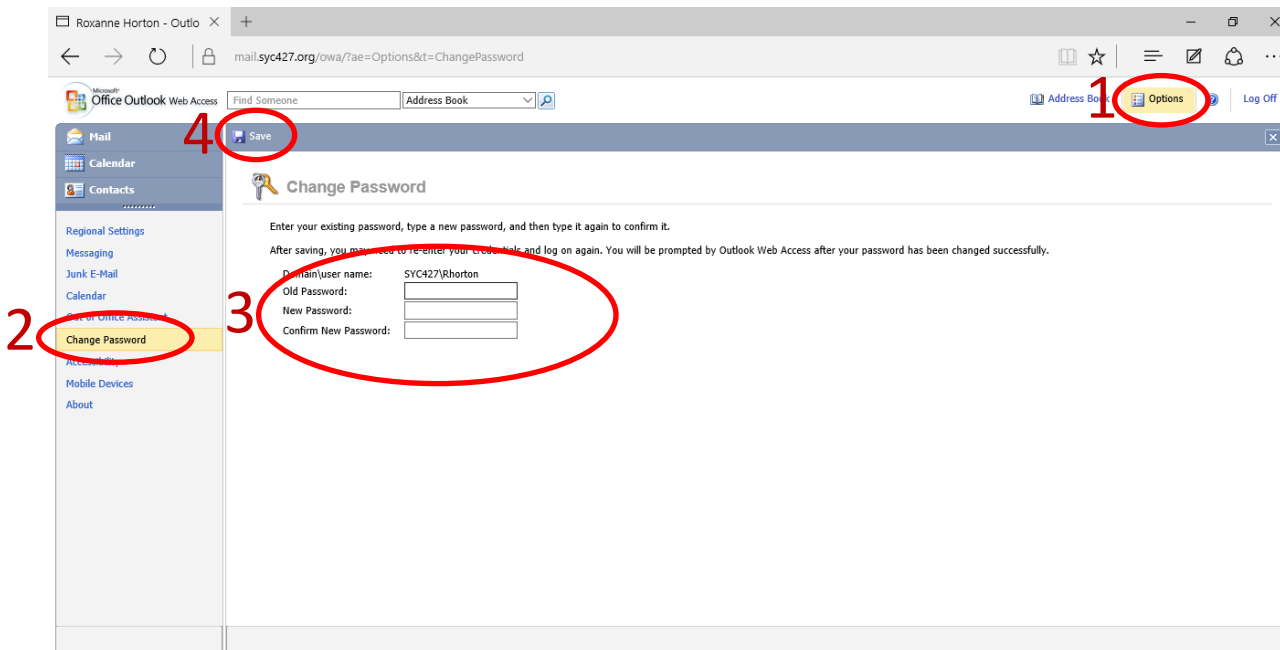 Roxanne Horton - Outlo
mail.syc427.org/owa/?ae=Options&t=ChangePassword
Microsoft
Office Outlook Web Access Find Someone Address Book Address Book Options Log Off
1
4
Mail Save
Calendar
Contacts
Change Password
Enter your existing password, type a new password, and then type it again to confirm it.
After saving, you may need to re-enter your credentials and log on again. You will be prompted by Outlook Web Access after your password has been changed successfully.
Domain\user name: SYC427\Rhorton
Old Password:
New Password:
Confirm New Password:
3
Regional Settings
Messaging
Junk E-Mail
Calendar
Out of Office Assistant
2
Change Password
Accessibility
Mobile Devices
About